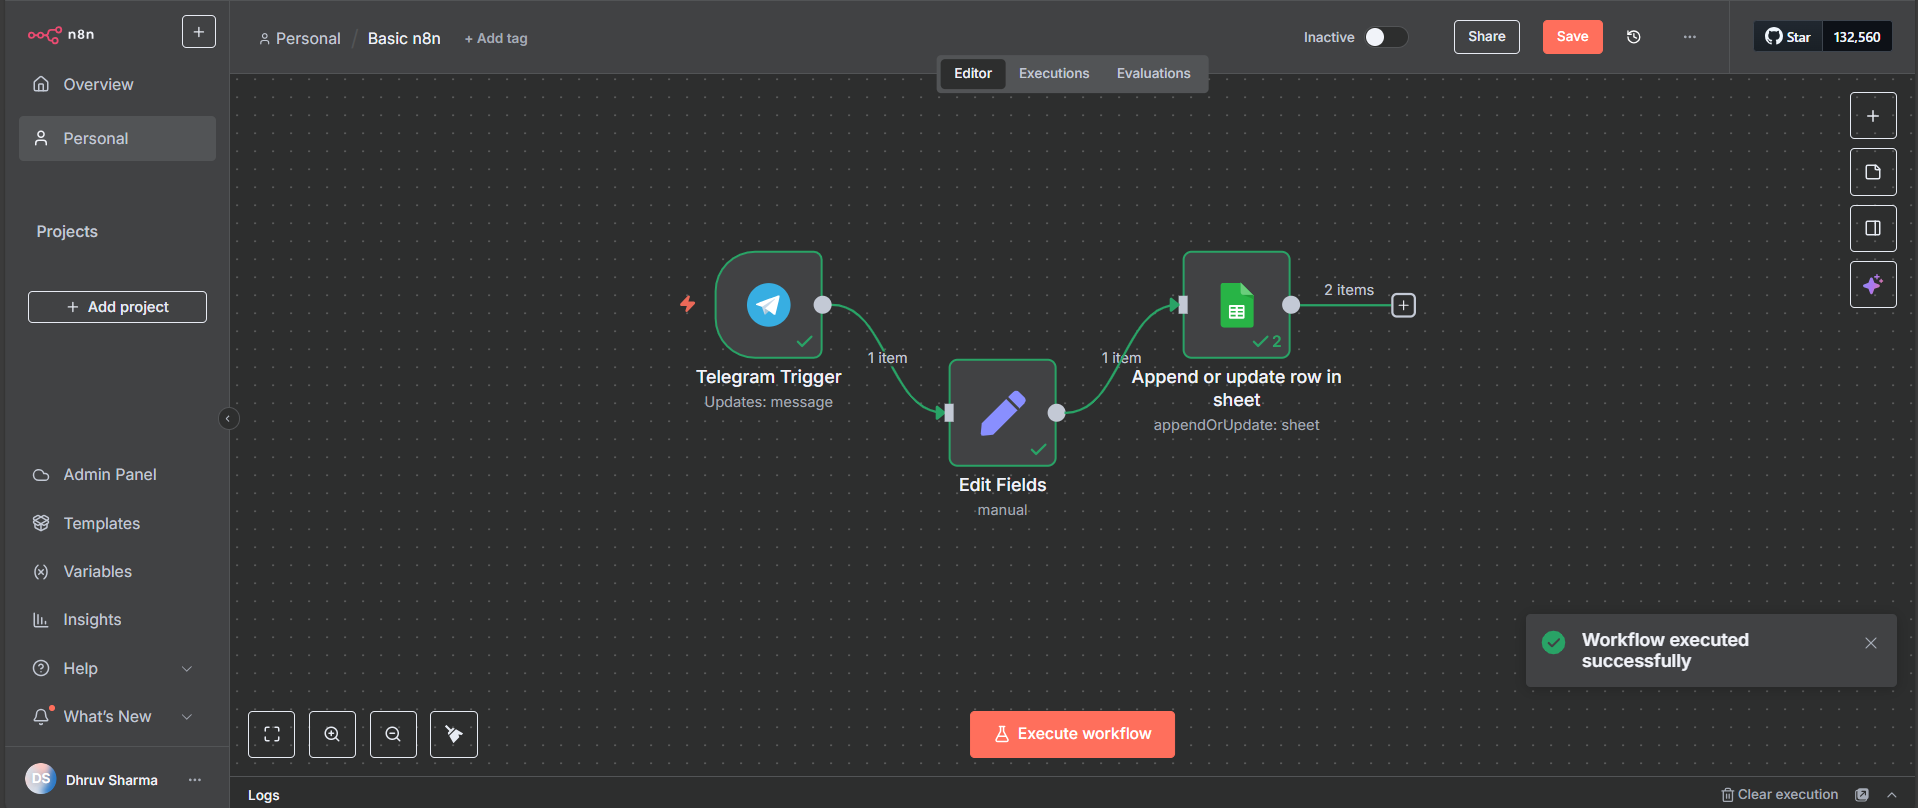 n8n
Overview
Personal
Projects
+ Add project
Admin Panel
Templates
Variables
Insights
Help
What's New
DS
Dhruv Sharma
...
Personal / Basic n8n + Add tag
Inactive
Share
Save
...
Star 132,560
Editor Executions Evaluations
1 item
Telegram Trigger
Updates: message
Edit Fields
manual
1 item
2
2 items
Append or update row in
sheet
appendOrUpdate: sheet
Workflow executed
successfully
Execute workflow
Logs
Clear execution